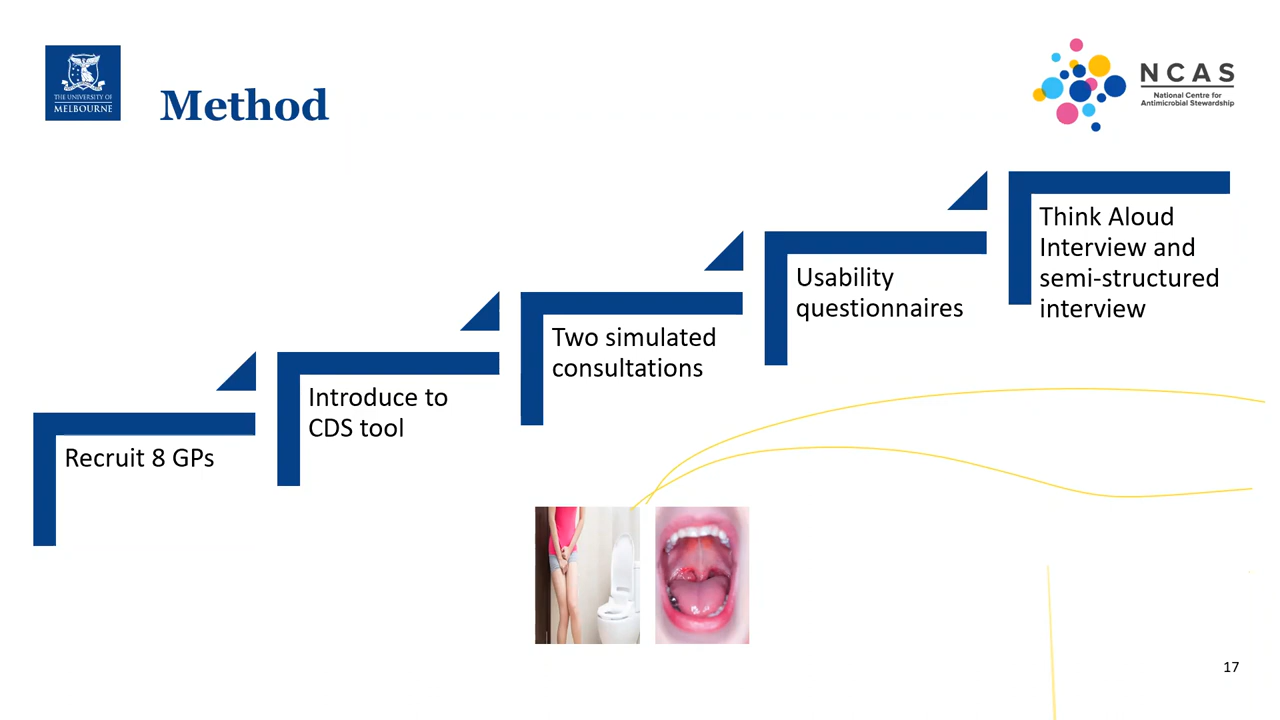 THE UNIVERSITY OF
MELBOURNE
Method
NCAS
National Centre for
Antimicrobial Stewardship
Recruit 8 GPs
Introduce to
CDS tool
Two simulated
consultations
Usability
questionnaires
Think Aloud
Interview and
semi-structured
interview
17